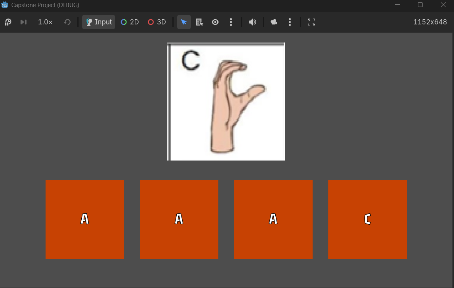 Capstone Project (DEBUG)
1.0x Input 2D 3D 1152x648
C
A A A C